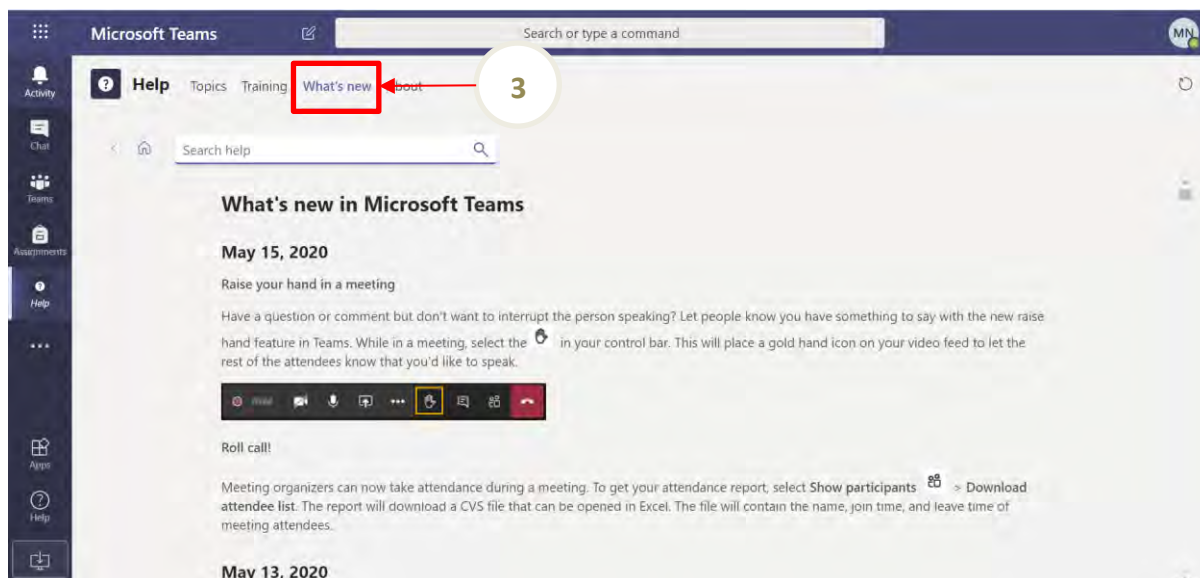 Microsoft Teams
Search or type a command
MN
Activity
Chat
Teams
Assignments
Help
Apps
Help
Help Topics Training What's new bout
3
Search help
What's new in Microsoft Teams
May 15, 2020
Raise your hand in a meeting
Have a question or comment but don't want to interrupt the person speaking? Let people know you have something to say with the new raise
hand feature in Teams. While in a meeting, select the in your control bar. This will place a gold hand icon on your video feed to let the
rest of the attendees know that you'd like to speak.
Roll call!
Meeting organizers can now take attendance during a meeting. To get your attendance report, select Show participants > Download
attendee list. The report will download a CVS file that can be opened in Excel. The file will contain the name, join time, and leave time of
meeting attendees.
May 13, 2020